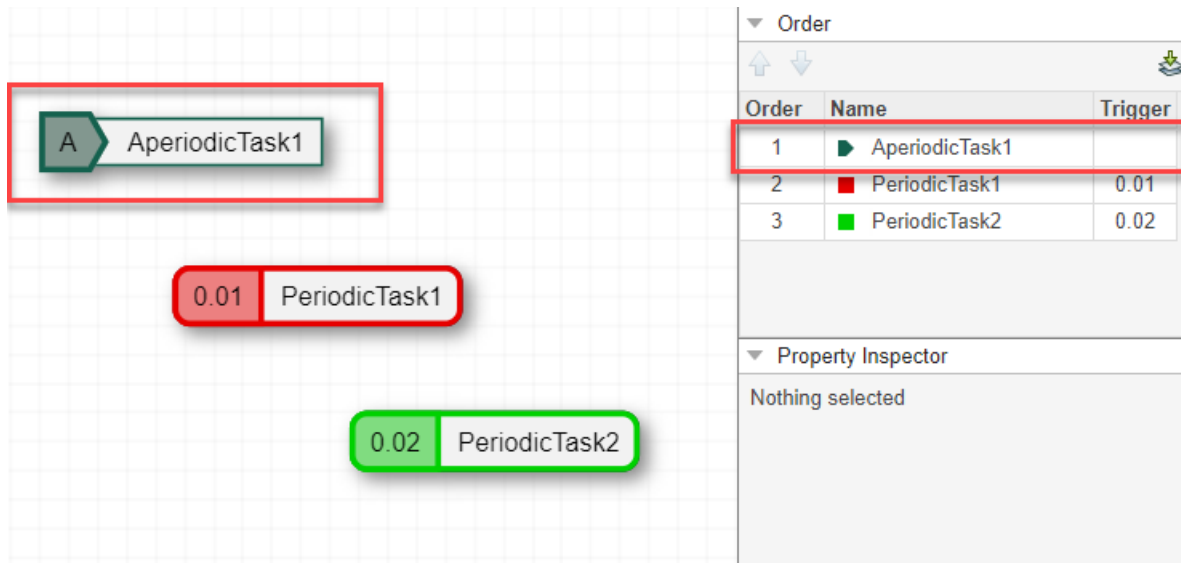 A AperiodicTask1
0.01 PeriodicTask1
0.02 PeriodicTask2
Order
Order Name Trigger
1 AperiodicTask1
2 PeriodicTask1 0.01
3 PeriodicTask2 0.02
Property Inspector
Nothing selected